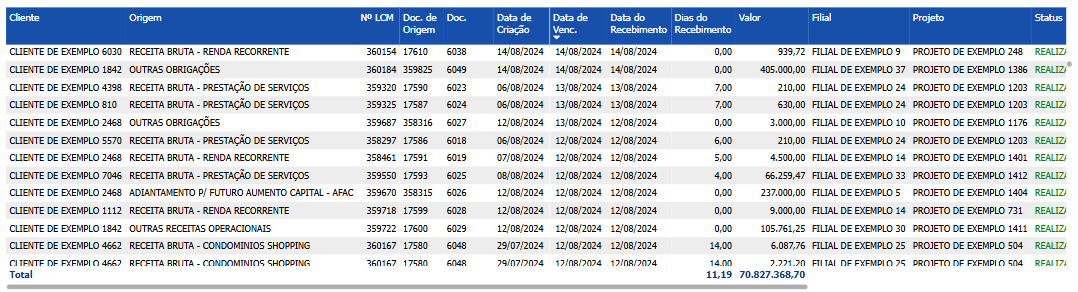 Cliente Origem Nº LCM Doc. de Origem Doc. Data de Criação Data de Venc. Data do Recebimento Dias do Recebimento Valor Filial Projeto Status
CLIENTE DE EXEMPLO 6030 RECEITA BRUTA - RENDA RECORRENTE 360154 17610 6038 14/08/2024 14/08/2024 14/08/2024 0,00 939,72 FILIAL DE EXEMPLO 9 PROJETO DE EXEMPLO 248 REALIZA
CLIENTE DE EXEMPLO 1842 OUTRAS OBRIGAÇÕES 360184 359825 6049 14/08/2024 14/08/2024 14/08/2024 0,00 405.000,00 FILIAL DE EXEMPLO 37 PROJETO DE EXEMPLO 1386 REALIZA
CLIENTE DE EXEMPLO 4398 RECEITA BRUTA - PRESTAÇÃO DE SERVIÇOS 359320 17590 6023 06/08/2024 13/08/2024 13/08/2024 7,00 210,00 FILIAL DE EXEMPLO 24 PROJETO DE EXEMPLO 1203 REALIZA
CLIENTE DE EXEMPLO 810 RECEITA BRUTA - PRESTAÇÃO DE SERVIÇOS 359325 17587 6024 06/08/2024 13/08/2024 13/08/2024 7,00 630,00 FILIAL DE EXEMPLO 24 PROJETO DE EXEMPLO 1203 REALIZA
CLIENTE DE EXEMPLO 2468 OUTRAS OBRIGAÇÕES 359687 358316 6027 12/08/2024 13/08/2024 12/08/2024 0,00 3.000,00 FILIAL DE EXEMPLO 10 PROJETO DE EXEMPLO 1176 REALIZA
CLIENTE DE EXEMPLO 5570 RECEITA BRUTA - PRESTAÇÃO DE SERVIÇOS 358297 17586 6018 06/08/2024 12/08/2024 12/08/2024 6,00 210,00 FILIAL DE EXEMPLO 24 PROJETO DE EXEMPLO 1203 REALIZA
CLIENTE DE EXEMPLO 2468 RECEITA BRUTA - RENDA RECORRENTE 358461 17591 6019 07/08/2024 12/08/2024 12/08/2024 5,00 4.500,00 FILIAL DE EXEMPLO 14 PROJETO DE EXEMPLO 1401 REALIZA
CLIENTE DE EXEMPLO 7046 RECEITA BRUTA - PRESTAÇÃO DE SERVIÇOS 359550 17593 6025 08/08/2024 12/08/2024 12/08/2024 4,00 66.259,47 FILIAL DE EXEMPLO 33 PROJETO DE EXEMPLO 1412 REALIZA
CLIENTE DE EXEMPLO 2468 ADIANTAMENTO P/ FUTURO AUMENTO CAPITAL - AFAC 359670 358315 6026 12/08/2024 12/08/2024 12/08/2024 0,00 237.000,00 FILIAL DE EXEMPLO 5 PROJETO DE EXEMPLO 1404 REALIZA
CLIENTE DE EXEMPLO 1112 RECEITA BRUTA - RENDA RECORRENTE 359718 17599 6028 12/08/2024 12/08/2024 12/08/2024 0,00 9.000,00 FILIAL DE EXEMPLO 14 PROJETO DE EXEMPLO 731 REALIZA
CLIENTE DE EXEMPLO 1842 OUTRAS RECEITAS OPERACIONAIS 359722 17600 6029 12/08/2024 12/08/2024 12/08/2024 0,00 105.761,25 FILIAL DE EXEMPLO 30 PROJETO DE EXEMPLO 1411 REALIZA
CLIENTE DE EXEMPLO 4662 RECEITA BRUTA - CONDOMINIOS SHOPPING 360167 17580 6048 29/07/2024 12/08/2024 12/08/2024 14,00 6.087,76 FILIAL DE EXEMPLO 25 PROJETO DE EXEMPLO 504 REALIZA
CLIENTE DE EXEMPLO 4662 RECEITA BRUTA - CONDOMINIOS SHOPPING 360167 17580 6048 29/07/2024 12/08/2024 12/08/2024 14,00 2.221,20 FILIAL DE EXEMPLO 25 PROJETO DE EXEMPLO 504 REALIZA
Total 11,19 70.827.368,70